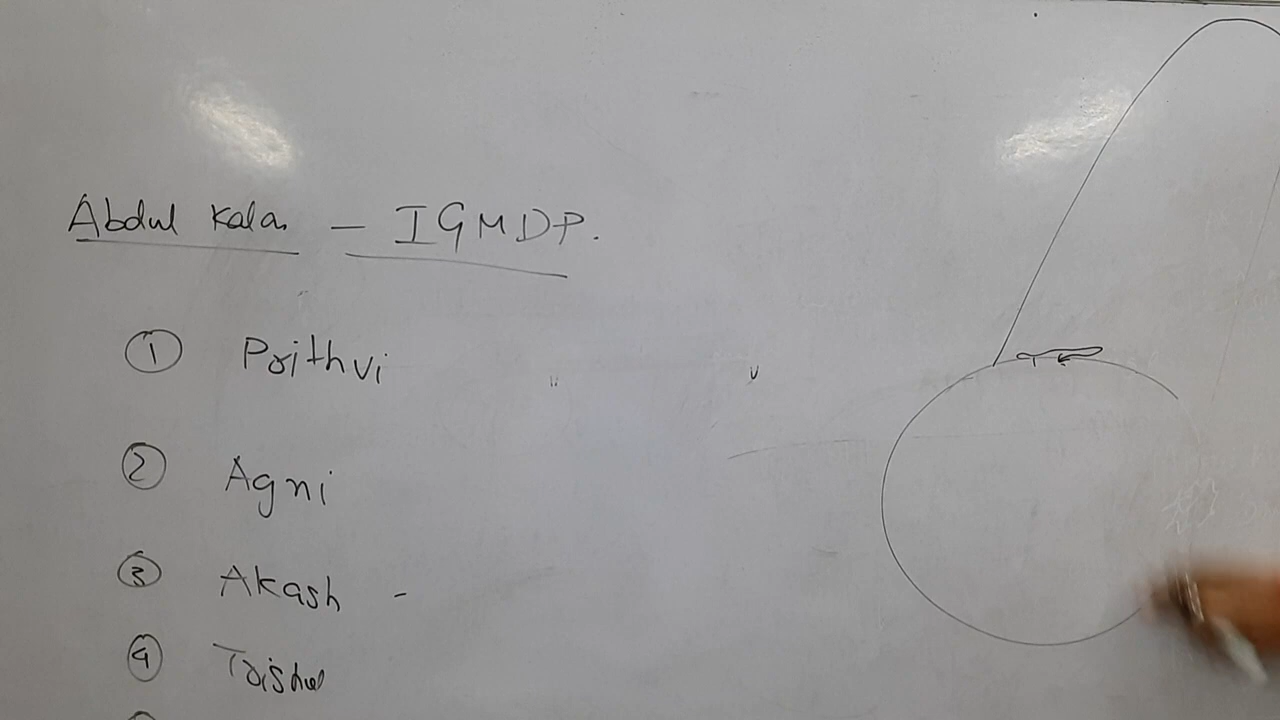 Abdul Kalam – IGMDP.
① Prithvi
② Agni
③ Akash -
④ Trishul